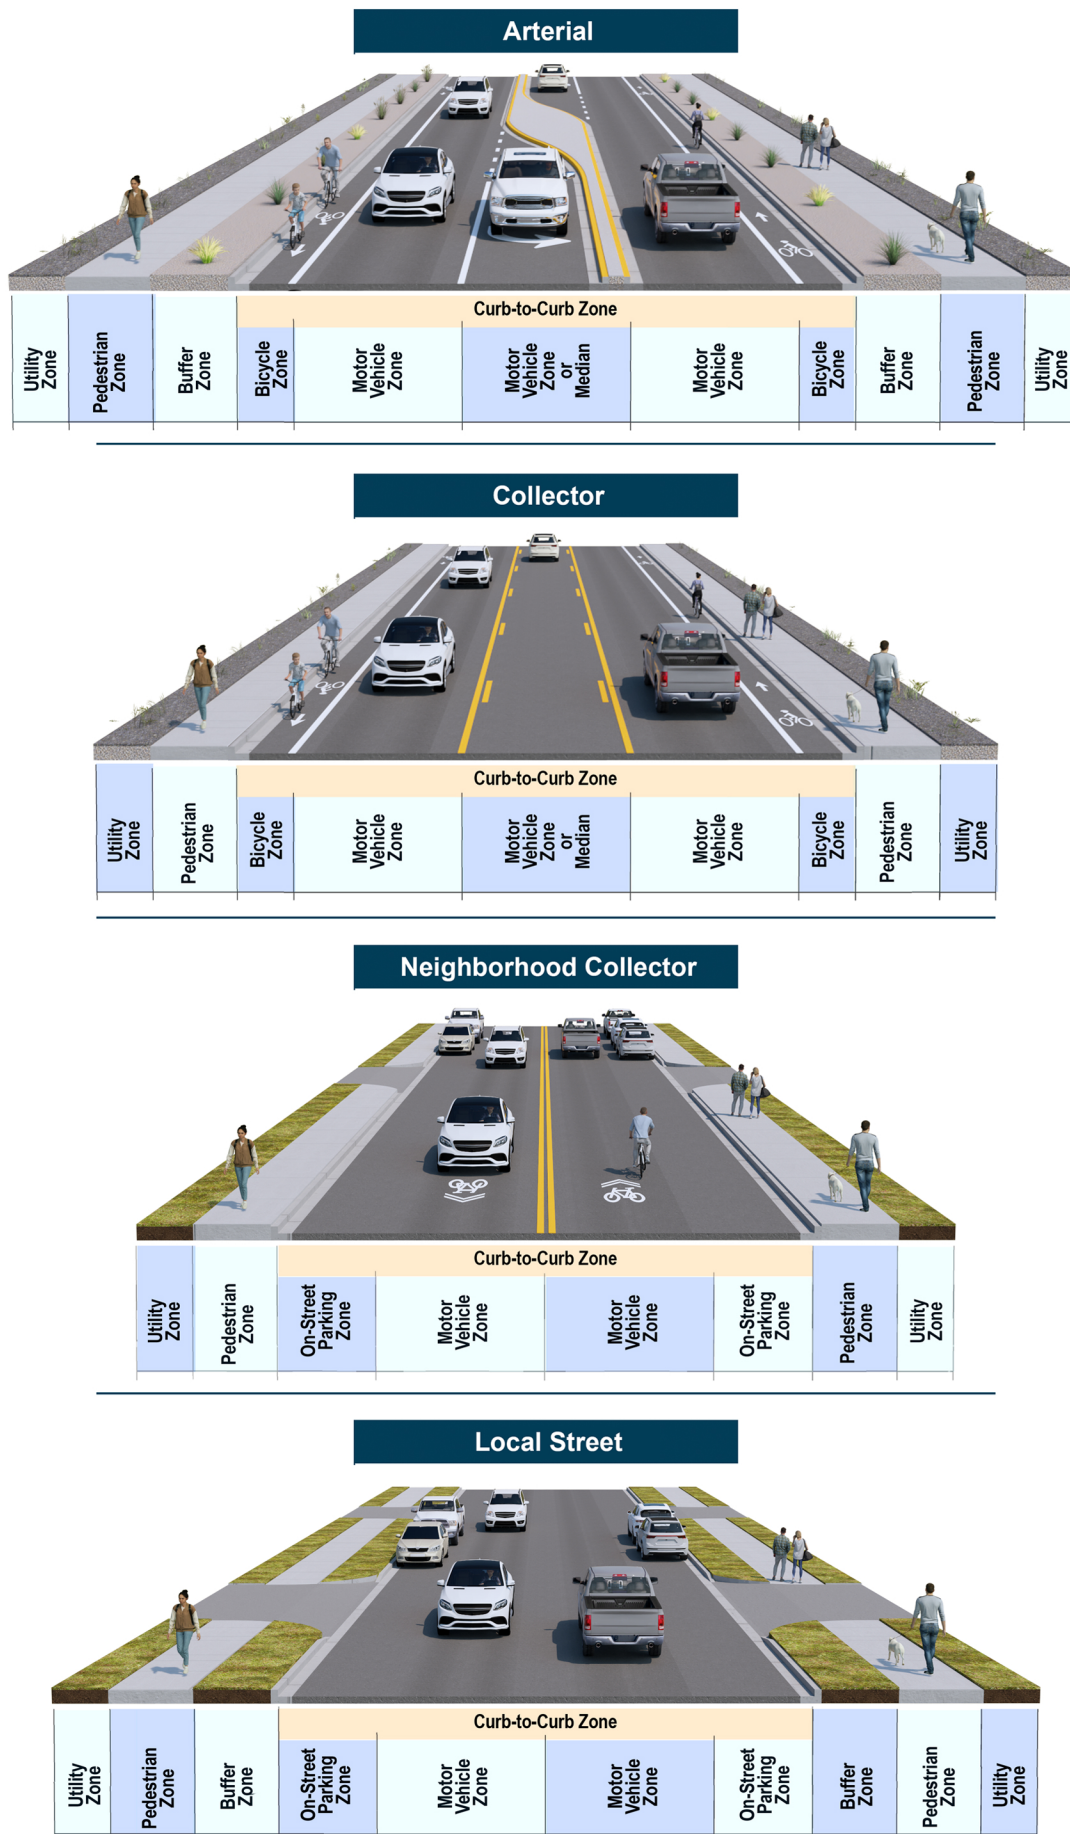 Arterial
Curb-to-Curb Zone
Utility
Zone
Pedestrian
Zone
Buffer
Zone
Bicycle
Zone
Motor
Vehicle
Zone
Motor
Vehicle
Zone
or
Median
Motor
Vehicle
Zone
Bicycle
Zone
Buffer
Zone
Pedestrian
Zone
Utility
Zone
Collector
Curb-to-Curb Zone
Utility
Zone
Pedestrian
Zone
Bicycle
Zone
Motor
Vehicle
Zone
Motor
Vehicle
Zone
or
Median
Motor
Vehicle
Zone
Bicycle
Zone
Pedestrian
Zone
Utility
Zone
Neighborhood Collector
Curb-to-Curb Zone
Utility
Zone
Pedestrian
Zone
On-Street
Parking
Zone
Motor
Vehicle
Zone
Motor
Vehicle
Zone
On-Street
Parking
Zone
Pedestrian
Zone
Utility
Zone
Local Street
Curb-to-Curb Zone
Utility
Zone
Pedestrian
Zone
Buffer
Zone
On-Street
Parking
Zone
Motor
Vehicle
Zone
Motor
Vehicle
Zone
On-Street
Parking
Zone
Buffer
Zone
Pedestrian
Zone
Utility
Zone